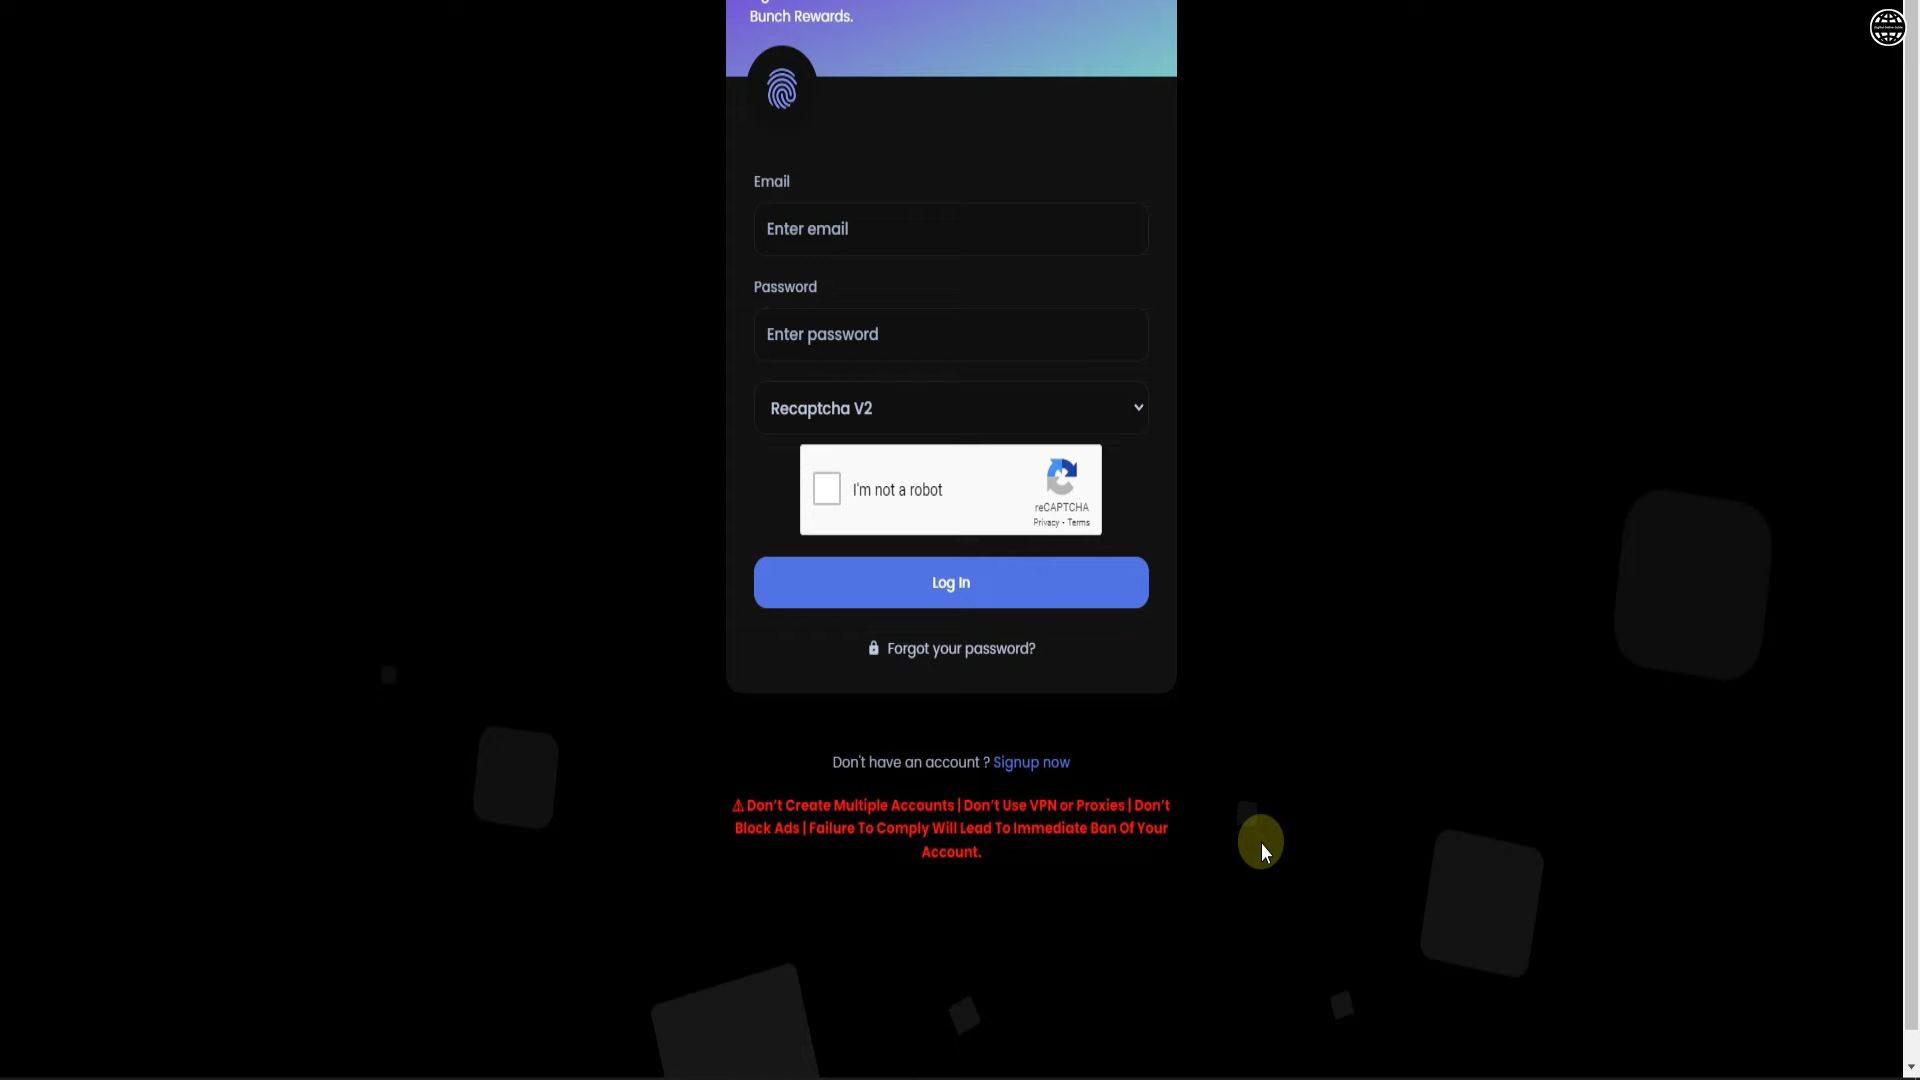 Bunch Rewards.
Email
Enter email
Password
Enter password
Recaptcha V2
I'm not a robot
reCAPTCHA
Privacy • Terms
Log In
Forgot your password?
Don't have an account ? Signup now
⚠ Don't Create Multiple Accounts | Don't Use VPN or Proxies | Don't
Block Ads | Failure To Comply Will Lead To Immediate Ban Of Your
Account.